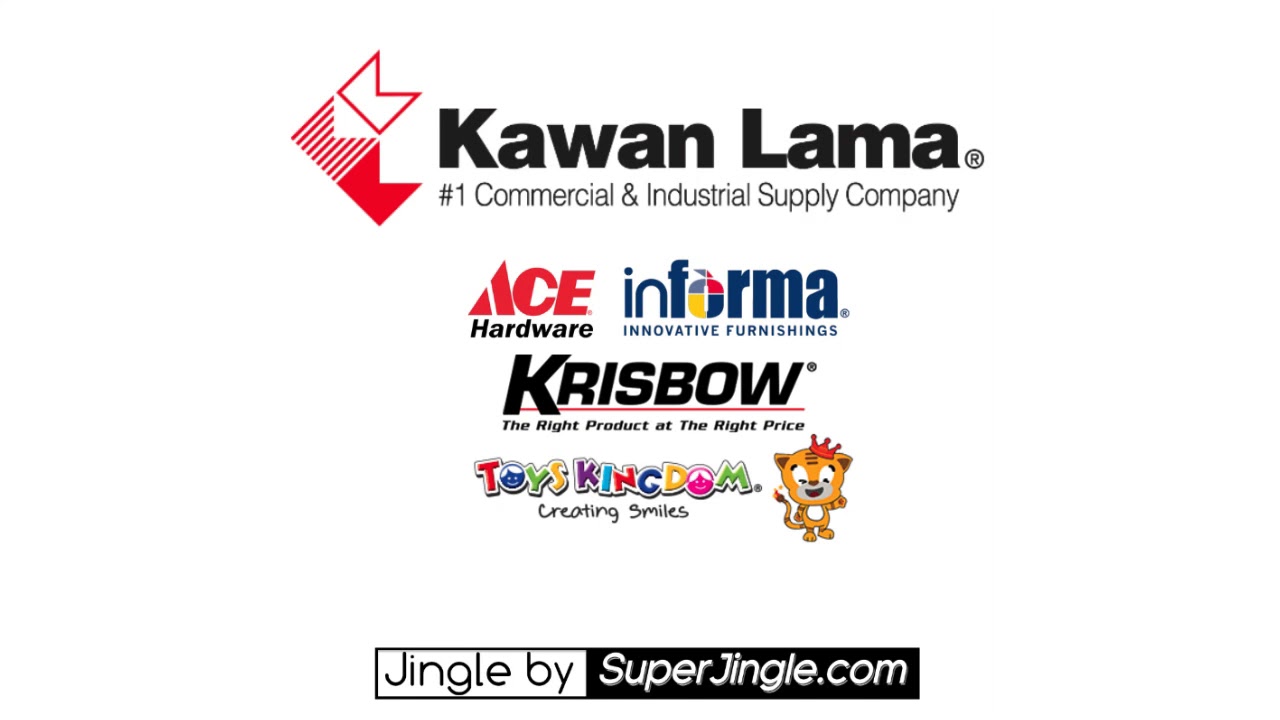 Kawan Lama®
#1 Commercial & Industrial Supply Company
ACE
Hardware
informa®
INNOVATIVE FURNISHINGS
KRISBOW®
The Right Product at The Right Price
TOYS KINGDOM®
Creating Smiles
Jingle by SuperJingle.com